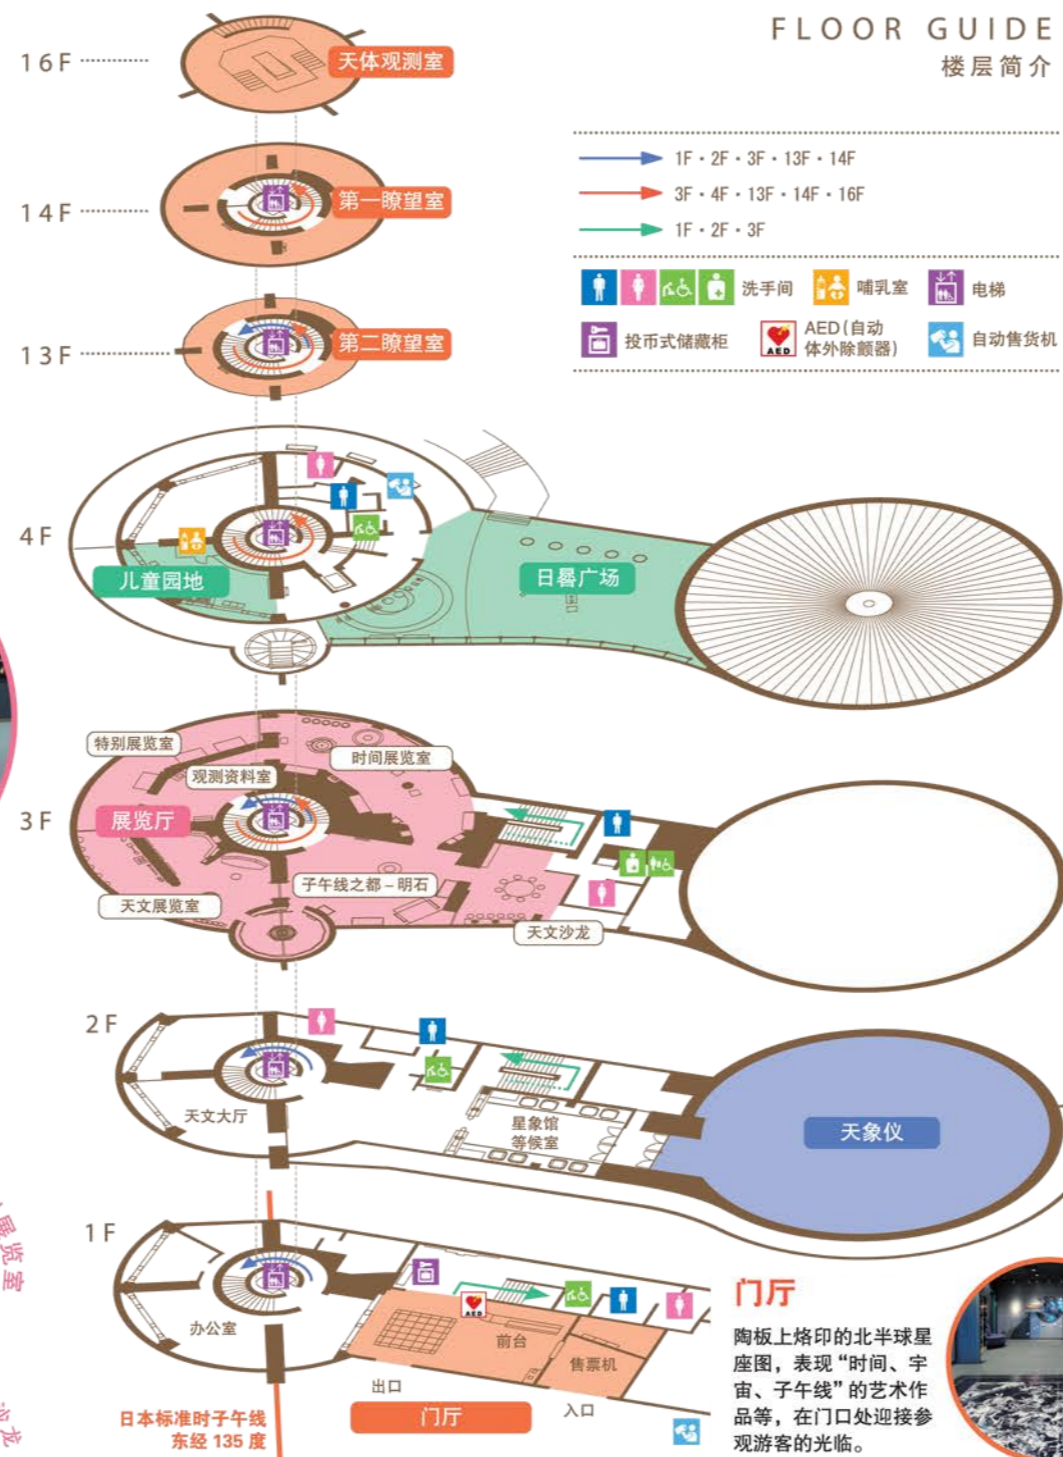 FLOOR GUIDE
楼层简介
1F・2F・3F・13F・14F
3F・4F・13F・14F・16F
1F・2F・3F
洗手间
哺乳室
电梯
投币式储藏柜
AED
AED(自动
体外除颤器)
自动售货机
16F
天体观测室
14F
第一瞭望室
13F
第二瞭望室
4F
儿童园地
日晷广场
3F
特别展览室
观测资料室
时间展览室
展览厅
子午线之都–明石
天文展览室
天文沙龙
2F
天文大厅
星象馆
等候室
天象仪
1F
办公室
AED
前台
售票机
出口
入口
门厅
日本标准时子午线
东经 135 度
门厅
陶板上烙印的北半球星
座图，表现“时间、宇
宙、子午线”的艺术作
品等，在门口处迎接参
观游客的光临。
展览室
沙龙